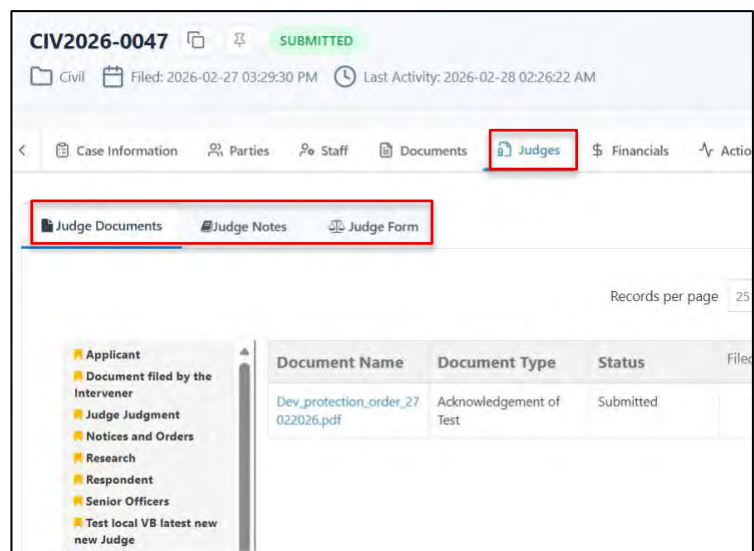 CIV2026-0047 SUBMITTED
Civil Filed: 2026-02-27 03:29:30 PM Last Activity: 2026-02-28 02:26:22 AM
Case Information Parties Staff Documents Judges $ Financials Actio
Judge Documents Judge Notes Judge Form
Records per page 25
Applicant
Document filed by the
Intervener
Judge Judgment
Notices and Orders
Research
Respondent
Senior Officers
Test local VB latest new
new Judge
Document Name Document Type Status Filed
Dev_protection_order_27 Acknowledgement of Submitted
022026.pdf Test